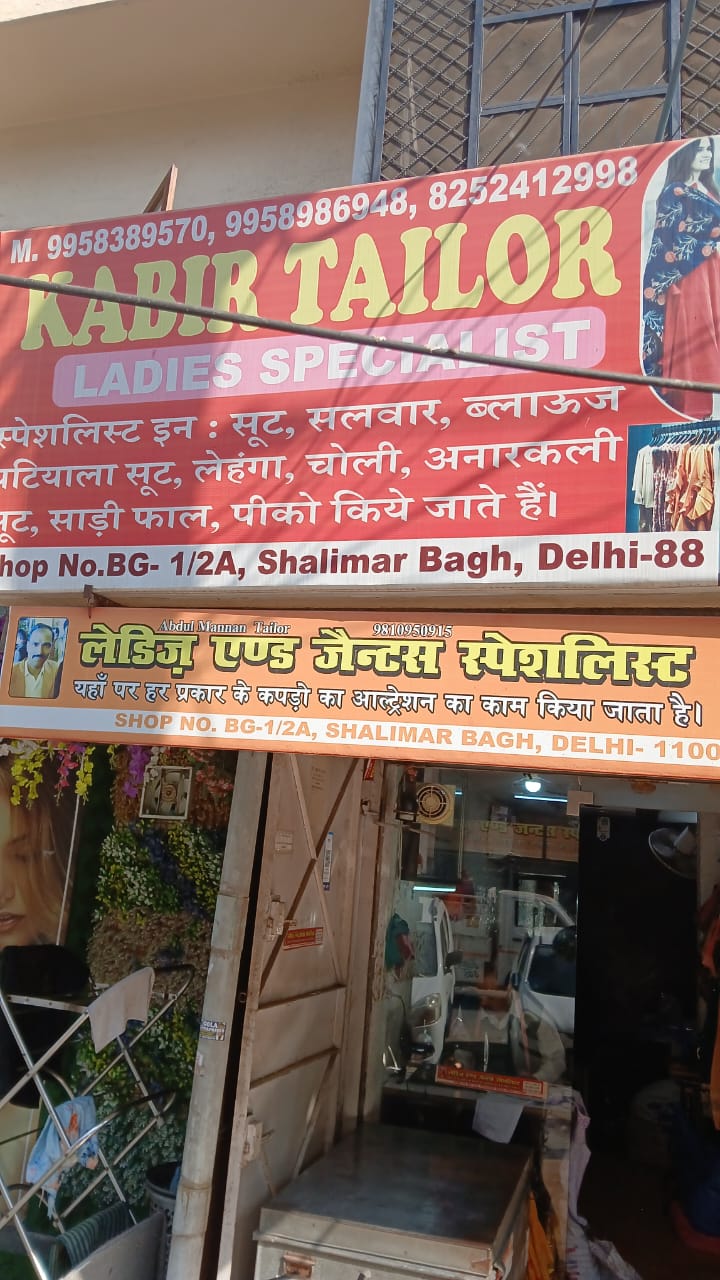 M. 9958389570, 9958986948, 8252412998
KABIR TAILOR
LADIES SPECIALIST
स्पेशलिस्ट इन : सूट, सलवार, ब्लाऊज
पटियाला सूट, लेहंगा, चोली, अनारकली
सूट, साड़ी फाल, पीको किये जाते हैं।
Shop No.BG- 1/2A, Shalimar Bagh, Delhi-88
Abdul Mannan Tailor 9810950915
लेडिज़ एण्ड जैन्टस स्पेशलिस्ट
यहाँ पर हर प्रकार के कपड़ो का आल्ट्रेशन का काम किया जाता है।
SHOP NO. BG-1/2A, SHALIMAR BAGH, DELHI- 1100